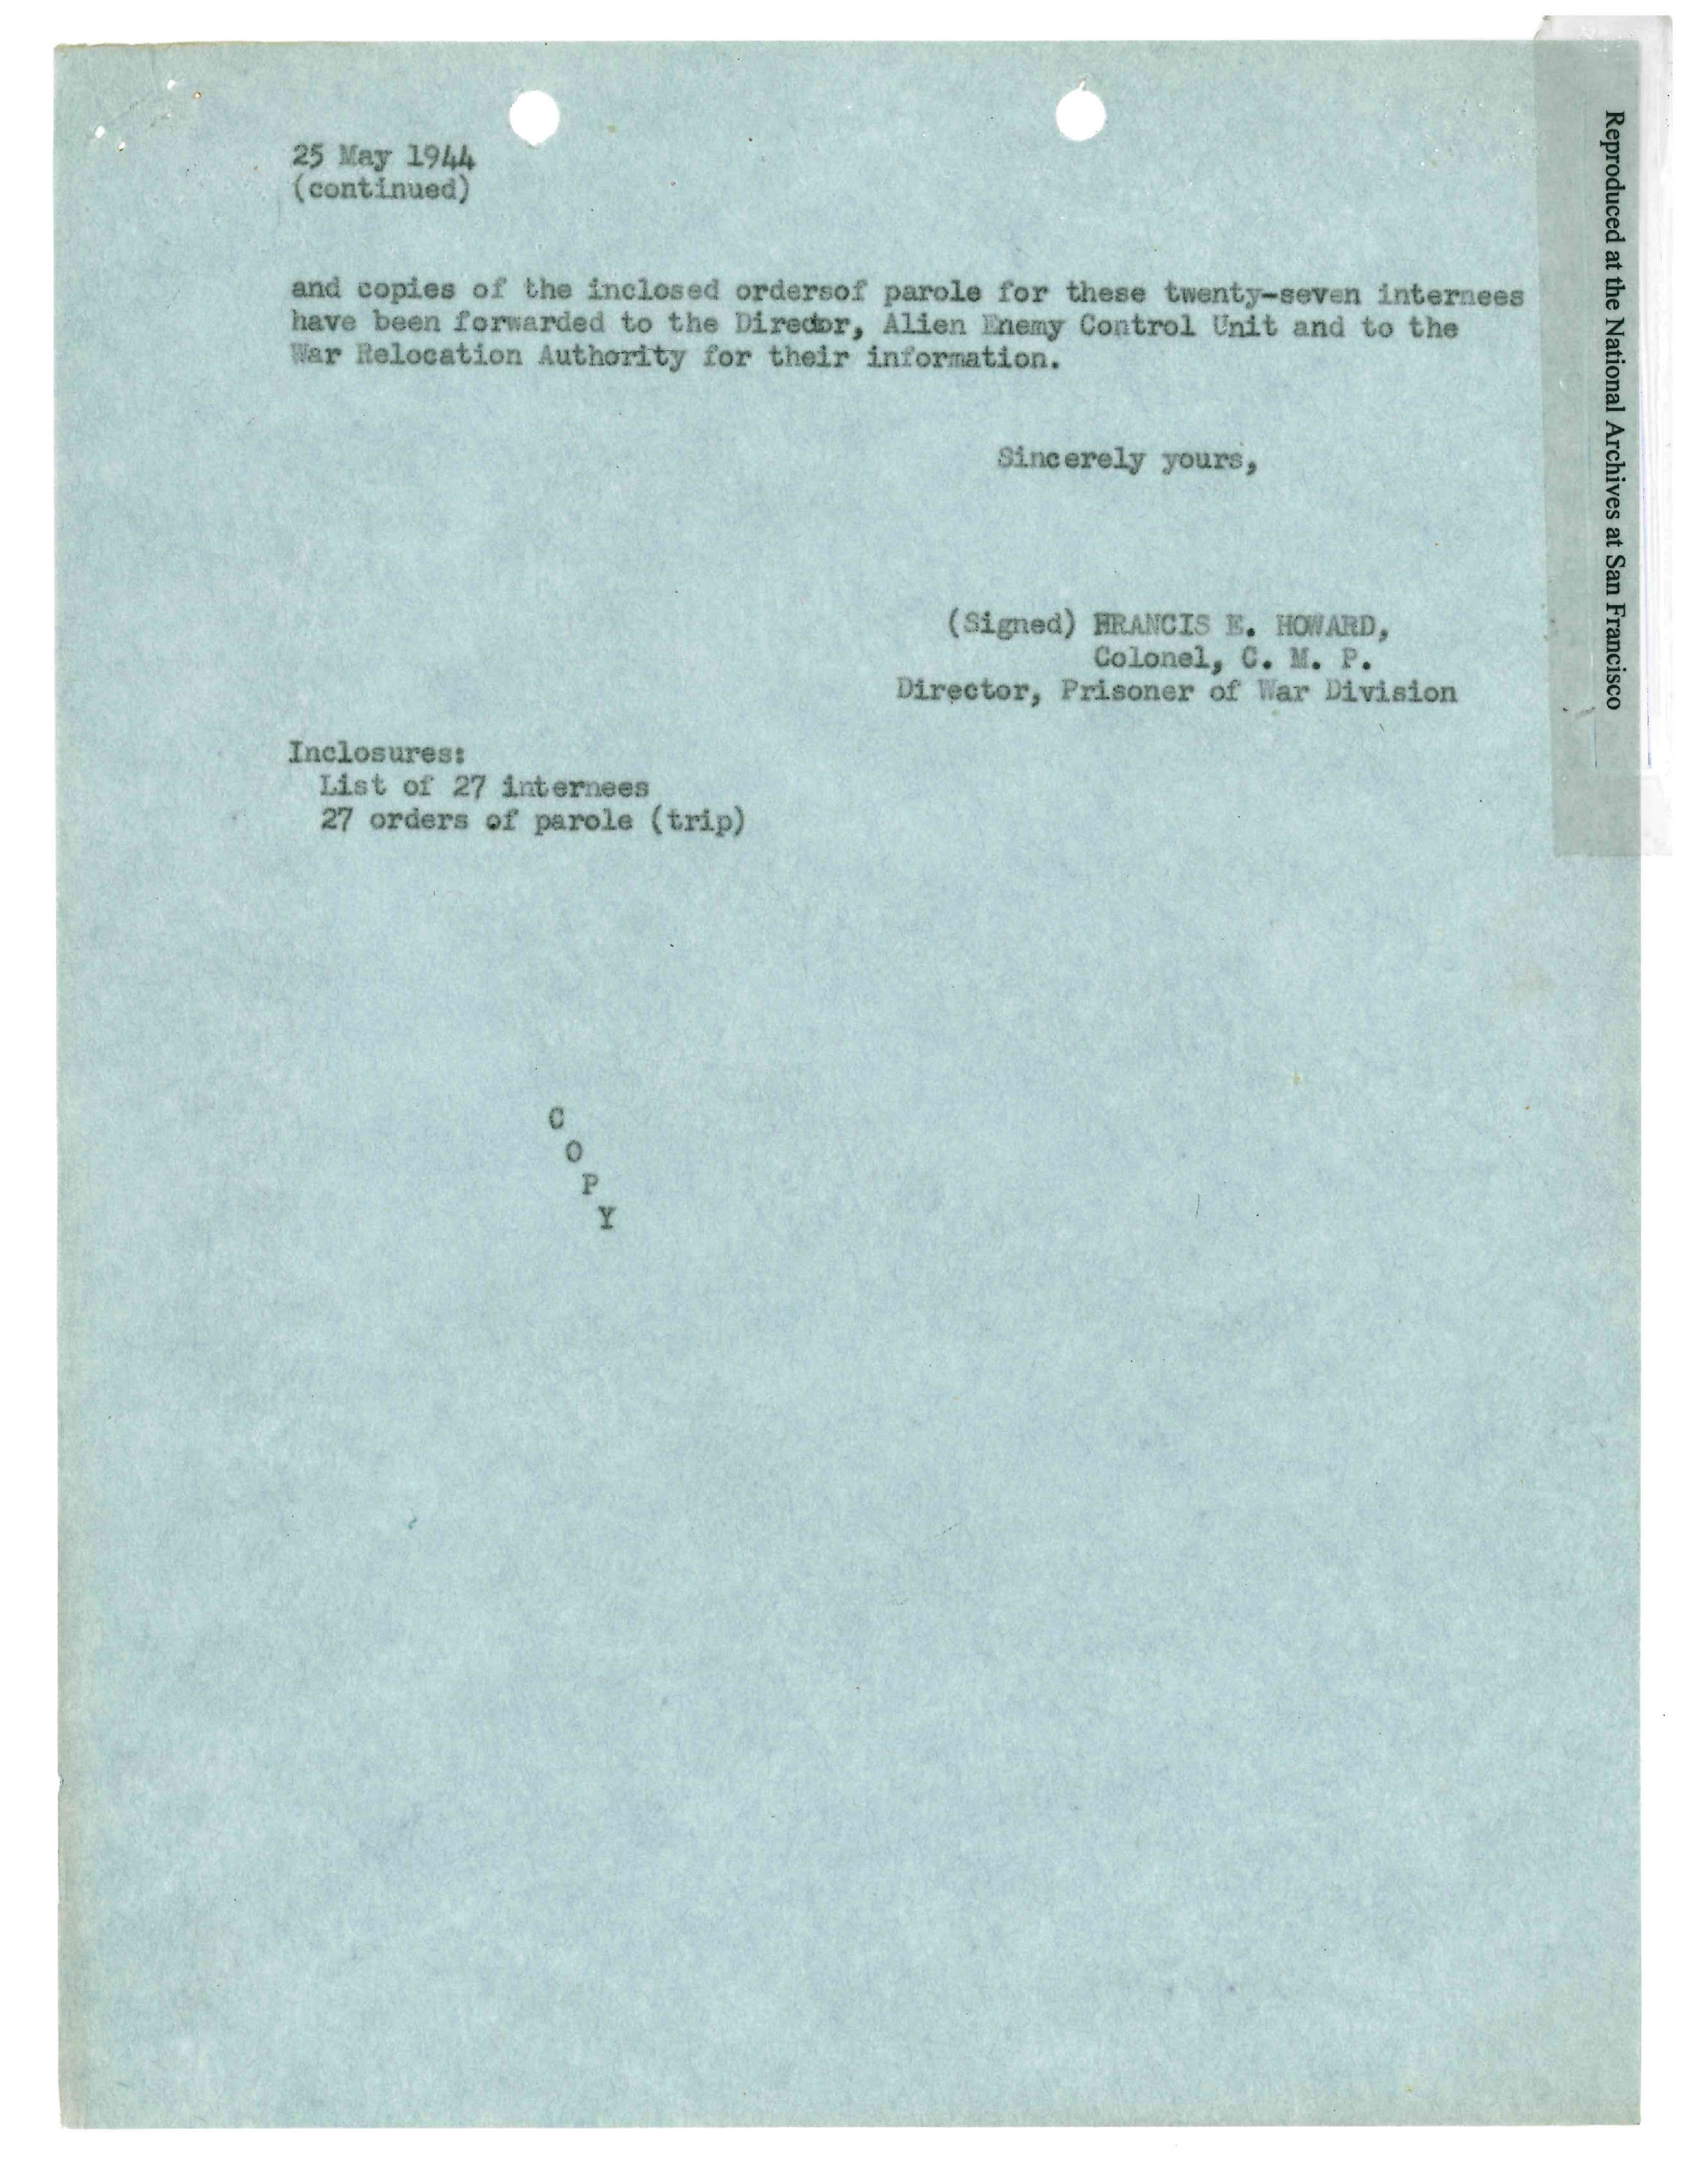 25 May 1944
(continued)
and copies of the inclosed ordersof parole for these twenty-seven internees
have been forwarded to the Director, Alien Enemy Control Unit and to the
War Relocation Authority for their information.
Sincerely yours,
(Signed) FRANCIS E. HOWARD,
Colonel, C. M. P.
Director, Prisoner of War Division
Inclosures:
List of 27 internees
27 orders of parole (trip)
C
O
P
Y
Reproduced at the National Archives at San Francisco